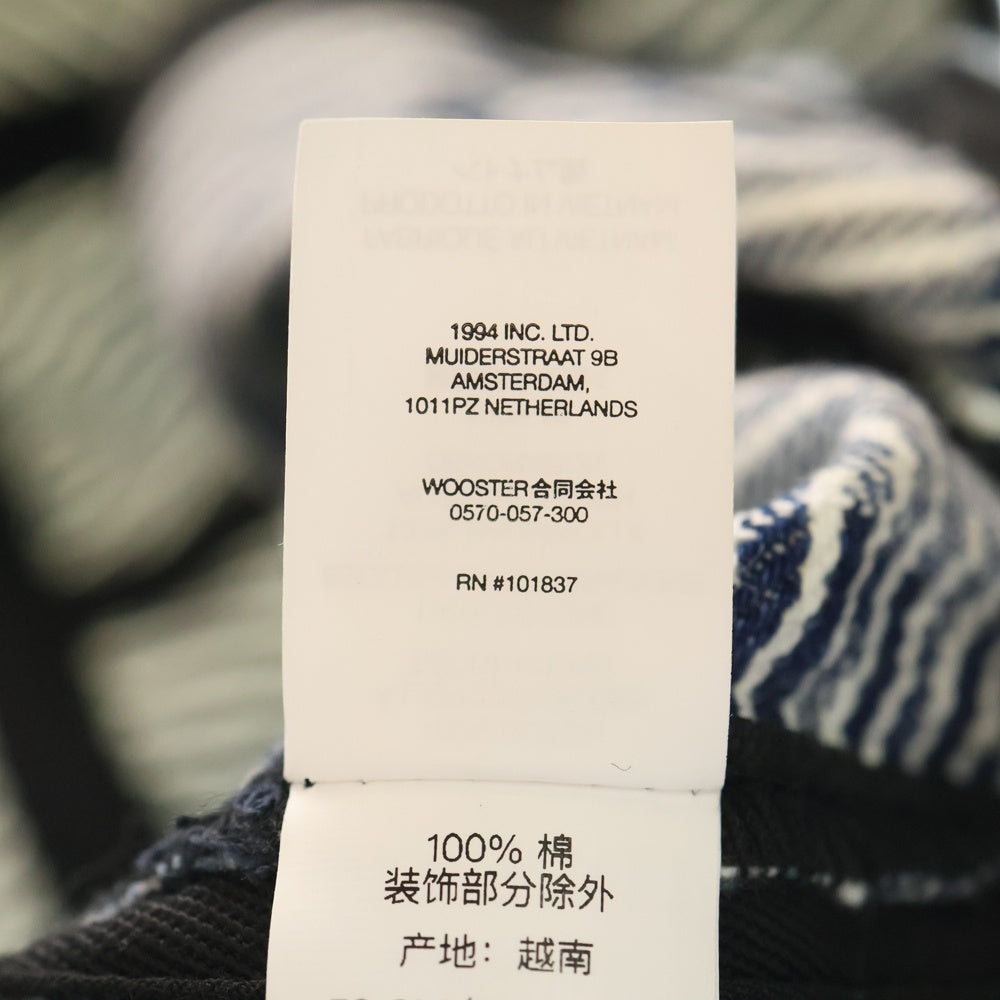 1994 INC. LTD.
MUIDERSTRAAT 9B
AMSTERDAM,
1011PZ NETHERLANDS
WOOSTER合同会社
0570-057-300
RN #101837
100% 棉
装饰部分除外
产地：越南